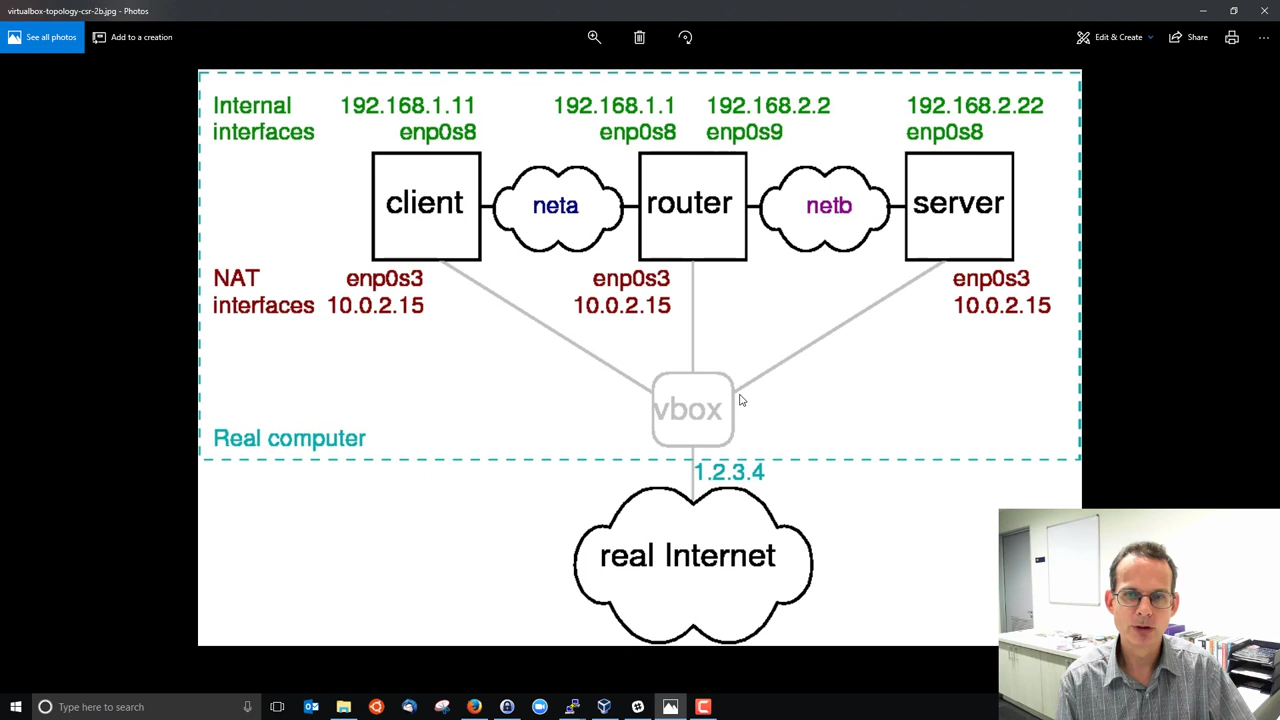 virtualbox-topology-csr-2b.jpg - Photos
See all photos
Add to a creation
Edit & Create
Share
Internal interfaces
192.168.1.11
enp0s8
192.168.1.1
enp0s8
192.168.2.2
enp0s9
192.168.2.22
enp0s8
client
neta
router
netb
server
NAT interfaces
enp0s3
10.0.2.15
enp0s3
10.0.2.15
enp0s3
10.0.2.15
vbox
Real computer
1.2.3.4
real Internet
Type here to search